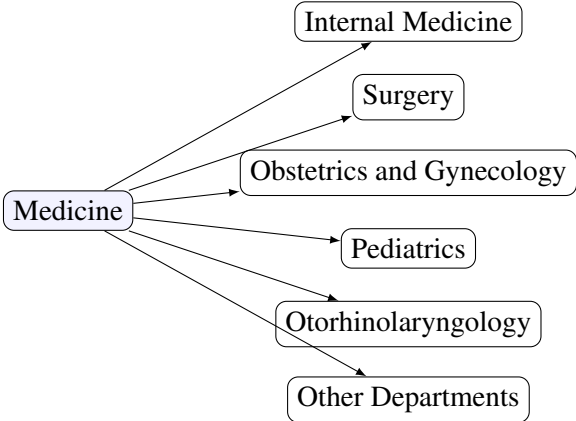 Internal Medicine
Surgery
Obstetrics and Gynecology
Medicine
Pediatrics
Otorhinolaryngology
Other Departments